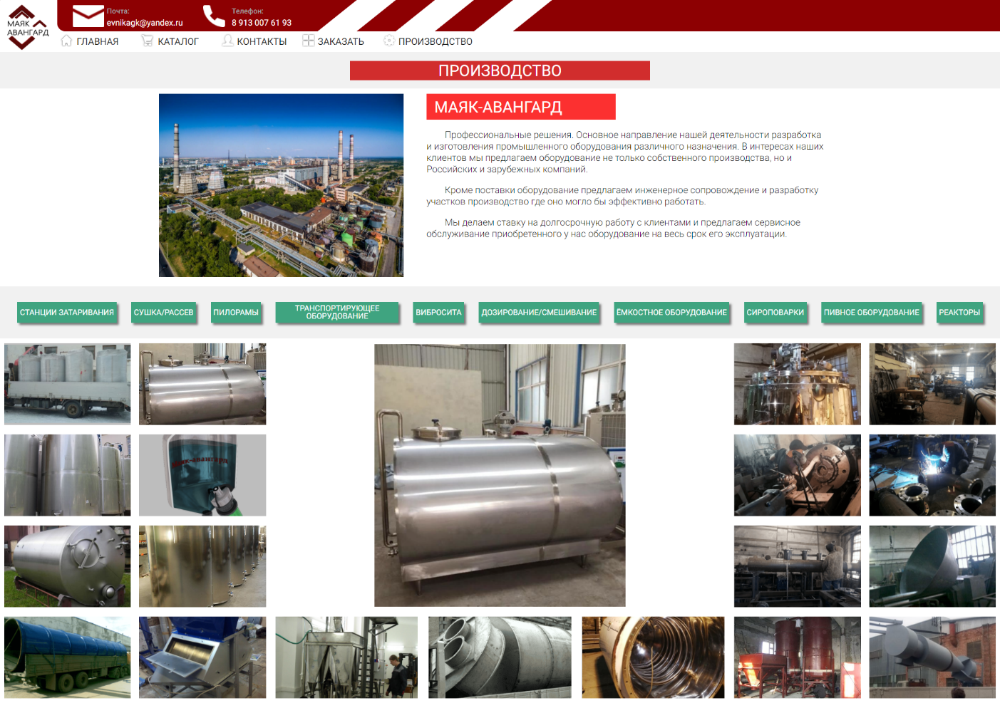 МАЯК
АВАНГАРД
Почта:
evnikagk@yandex.ru
Телефон:
8 913 007 61 93
ГЛАВНАЯ
КАТАЛОГ
КОНТАКТЫ
ЗАКАЗАТЬ
ПРОИЗВОДСТВО
ПРОИЗВОДСТВО
МАЯК-АВАНГАРД
Профессиональные решения. Основное направление нашей деятельности разработка
и изготовления промышленного оборудования различного назначения. В интересах наших
клиентов мы предлагаем оборудование не только собственного производства, но и
Российских и зарубежных компаний.
Кроме поставки оборудование предлагаем инженерное сопровождение и разработку
участков производство где оно могло бы эффективно работать.
Мы делаем ставку на долгосрочную работу с клиентами и предлагаем сервисное
обслуживание приобретенного у нас оборудование на весь срок его эксплуатации.
СТАНЦИИ ЗАТАРИВАНИЯ
СУШКА/РАССЕВ
ПИЛОРАМЫ
ТРАНСПОРТИРУЮЩЕЕ
ОБОРУДОВАНИЕ
ВИБРОСИТА
ДОЗИРОВАНИЕ/СМЕШИВАНИЕ
ЁМКОСТНОЕ ОБОРУДОВАНИЕ
СИРОПОВАРКИ
ПИВНОЕ ОБОРУДОВАНИЕ
РЕАКТОРЫ
Маяк-авангард